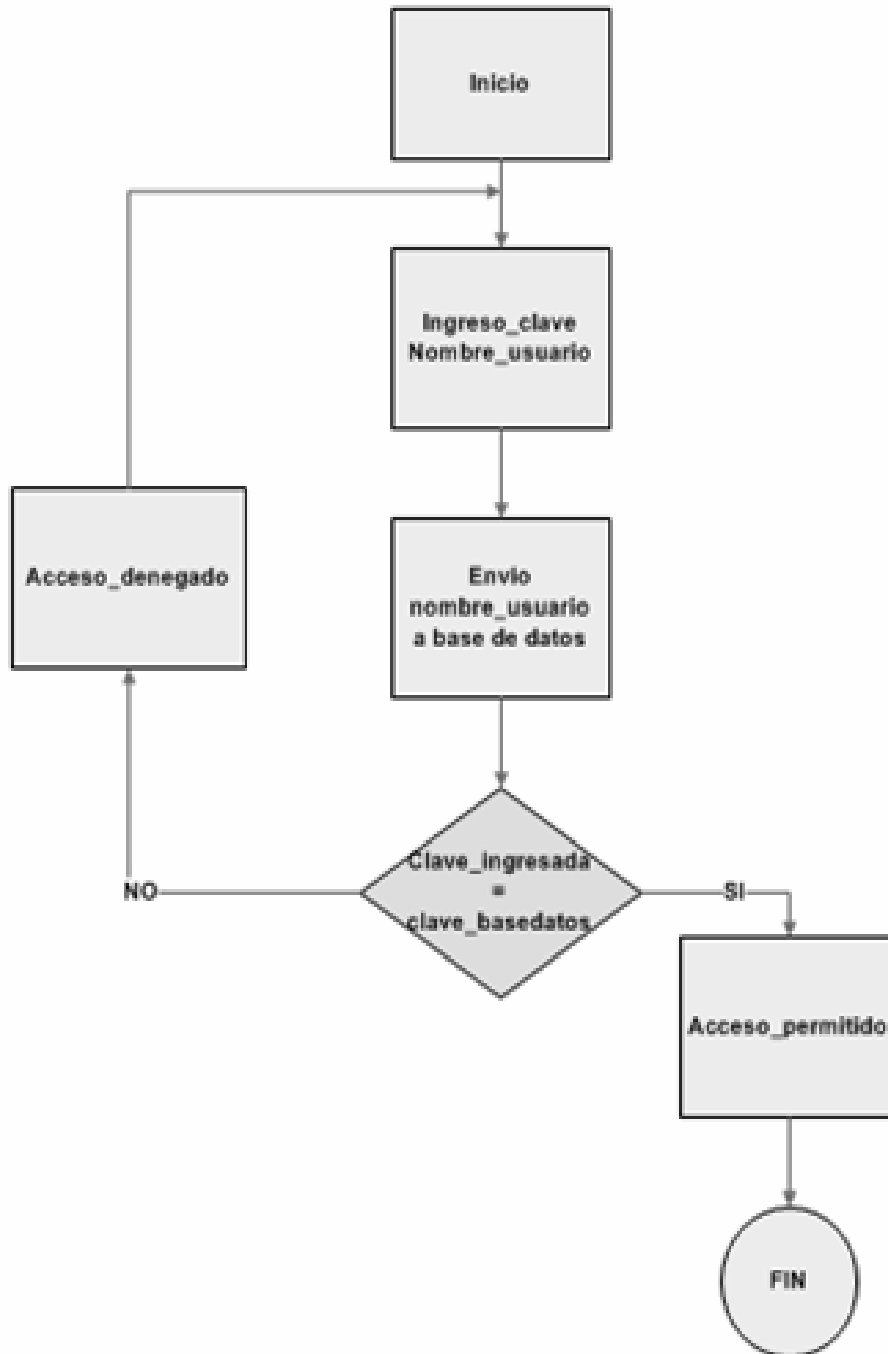 Inicio
Ingreso_clave
Nombre_usuario
Acceso_denegado
Envio
nombre_usuario
a base de datos
Clave_ingresada
=
clave_basedatos
NO
SI
Acceso_permitido
FIN